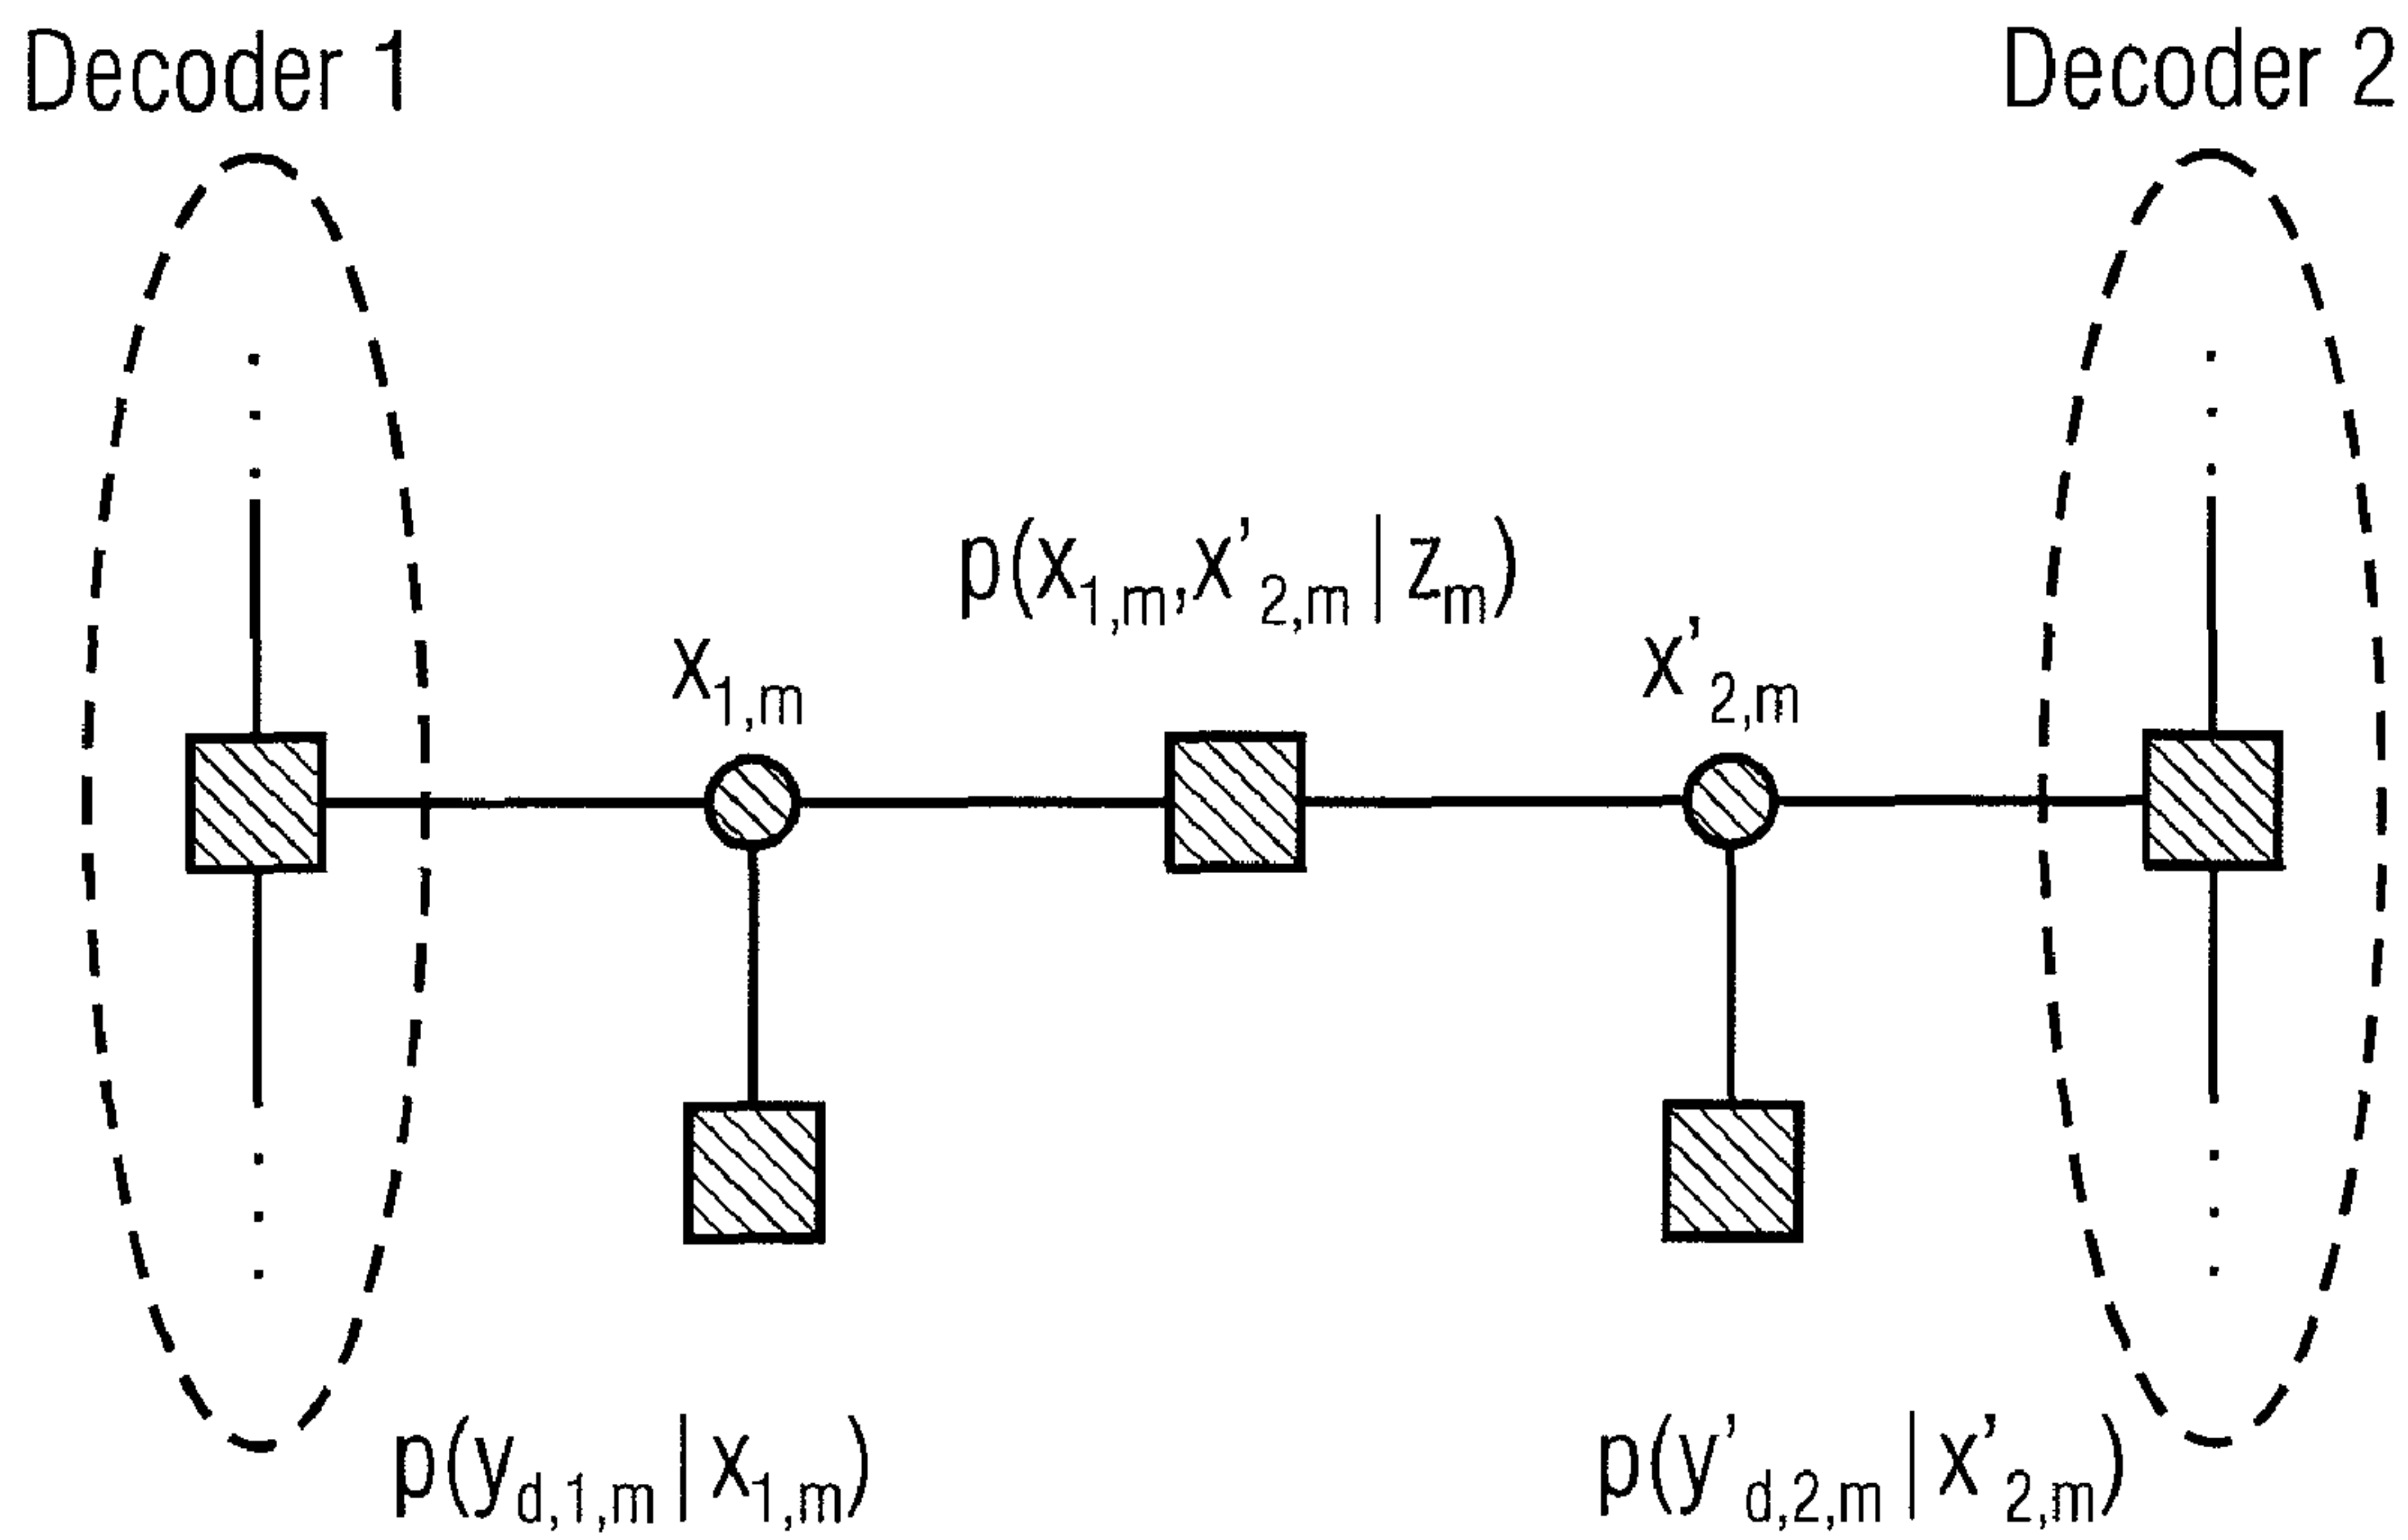 Decoder 1
Decoder 2
p(x1,m,x'2,m|zm)
x1,m
x'2,m
p(yd,1,m|x1,m)
p(y'd,2,m|x'2,m)